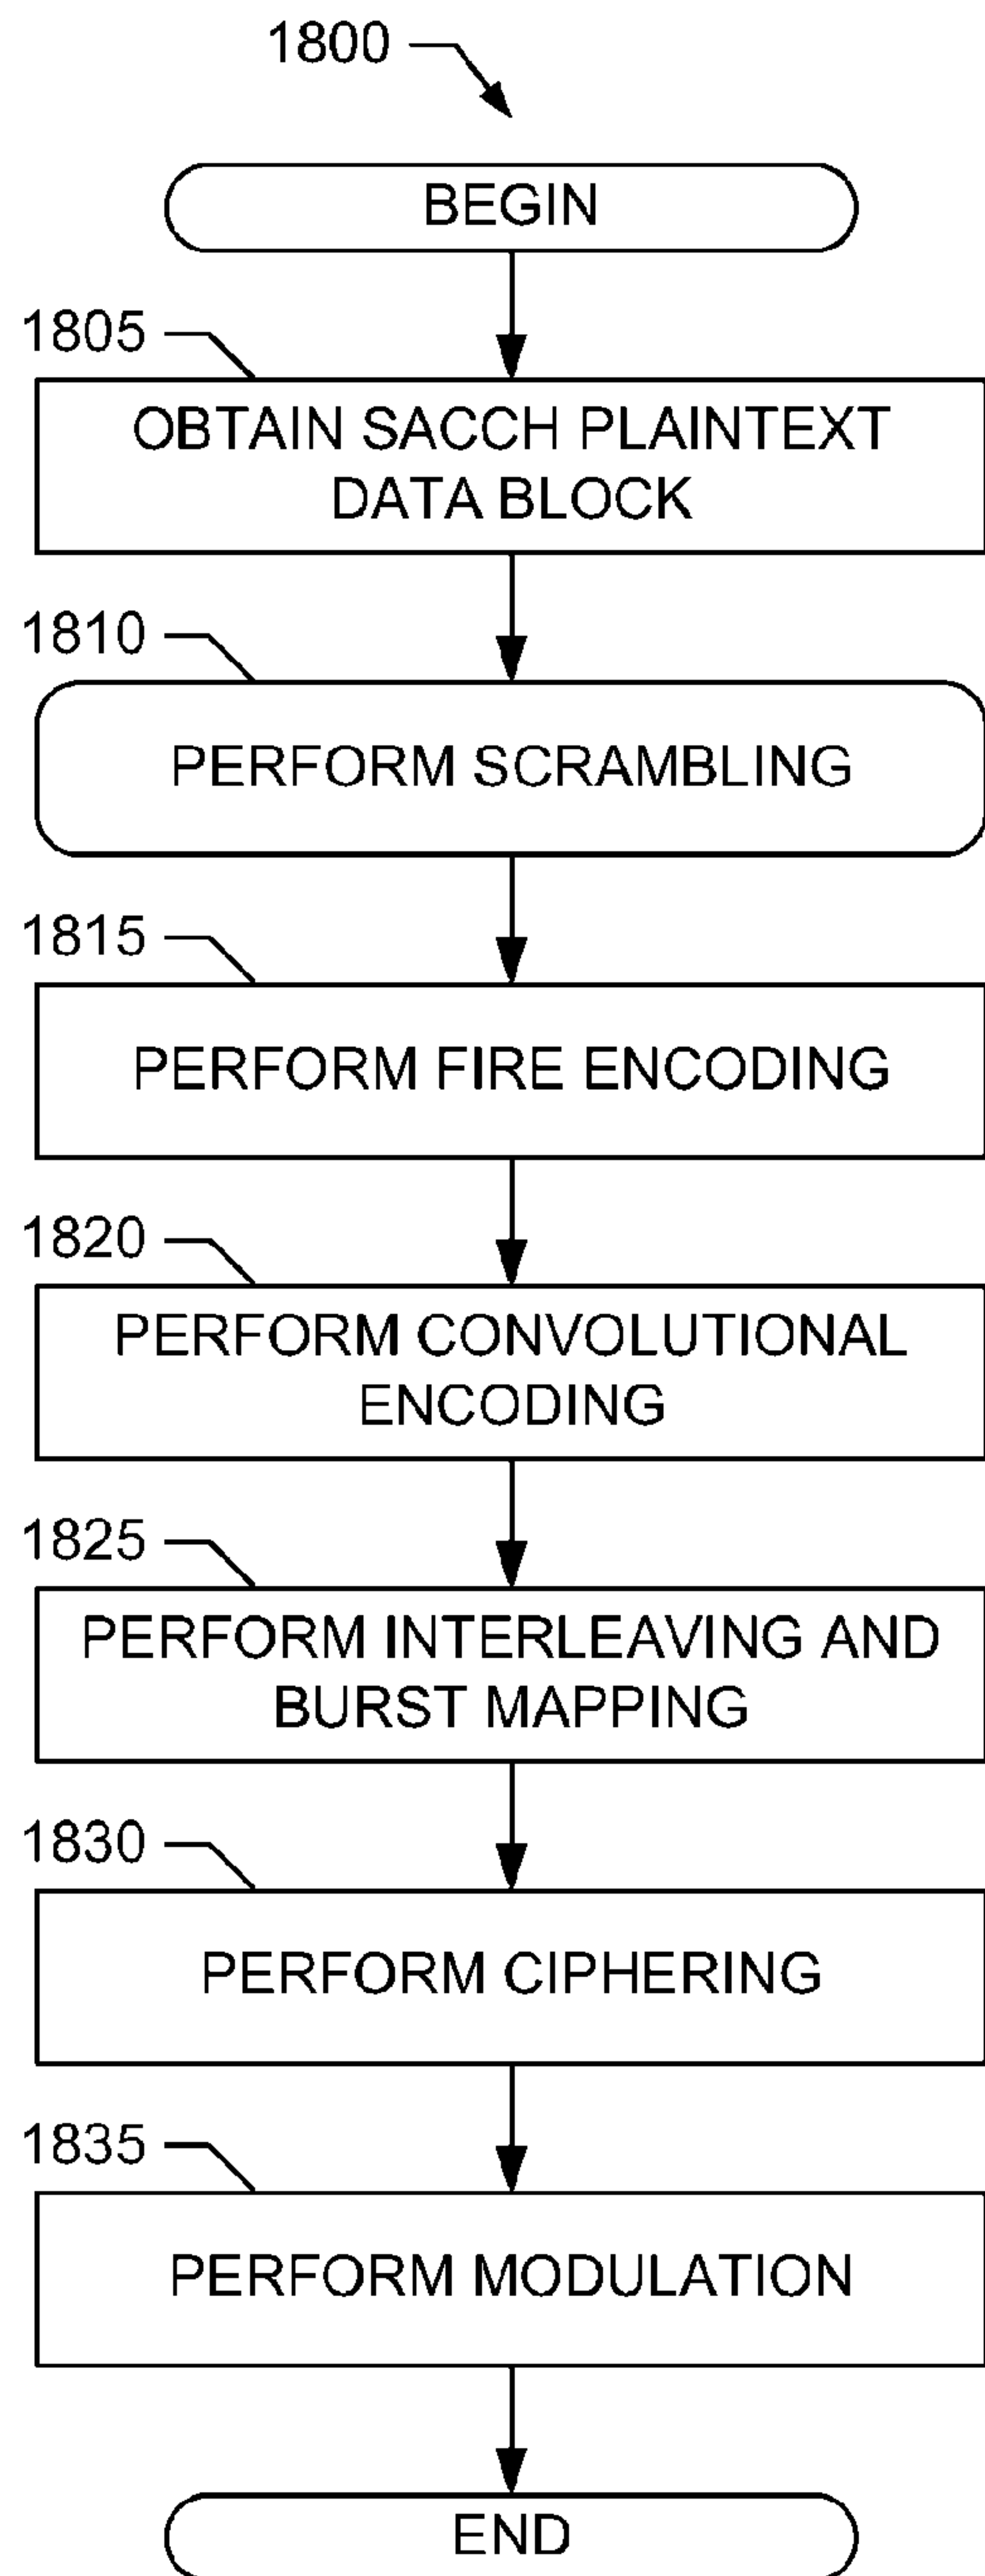 1800
BEGIN
1805
OBTAIN SACCH PLAINTEXT
DATA BLOCK
1810
PERFORM SCRAMBLING
1815
PERFORM FIRE ENCODING
1820
PERFORM CONVOLUTIONAL
ENCODING
1825
PERFORM INTERLEAVING AND
BURST MAPPING
1830
PERFORM CIPHERING
1835
PERFORM MODULATION
END